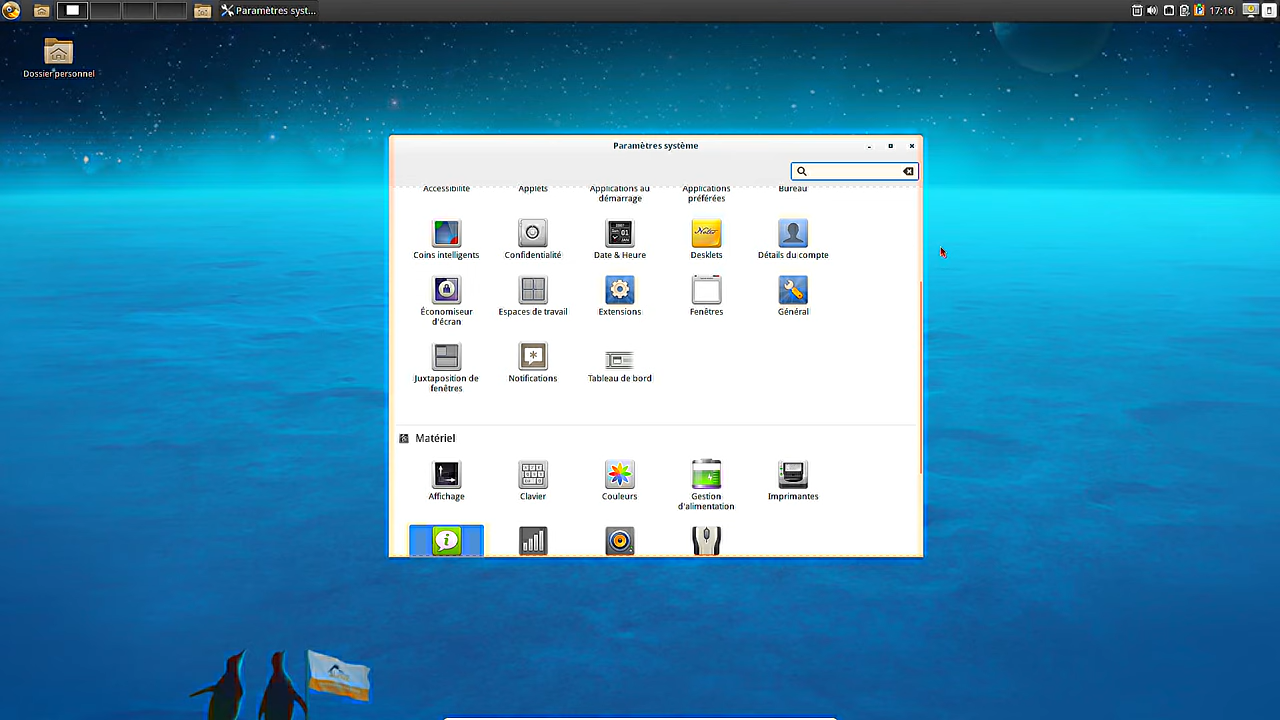 Paramètres syst...
17:16
Dossier personnel
Paramètres système
Accessibilité
Applets
Applications au
démarrage
Applications
préférées
Bureau
Coins intelligents
Confidentialité
Date & Heure
Notes
Desklets
Détails du compte
Économiseur
d'écran
Espaces de travail
Extensions
Fenêtres
Général
Juxtaposition de
fenêtres
Notifications
Tableau de bord
Matériel
Affichage
Clavier
Couleurs
Gestion
d'alimentation
Imprimantes